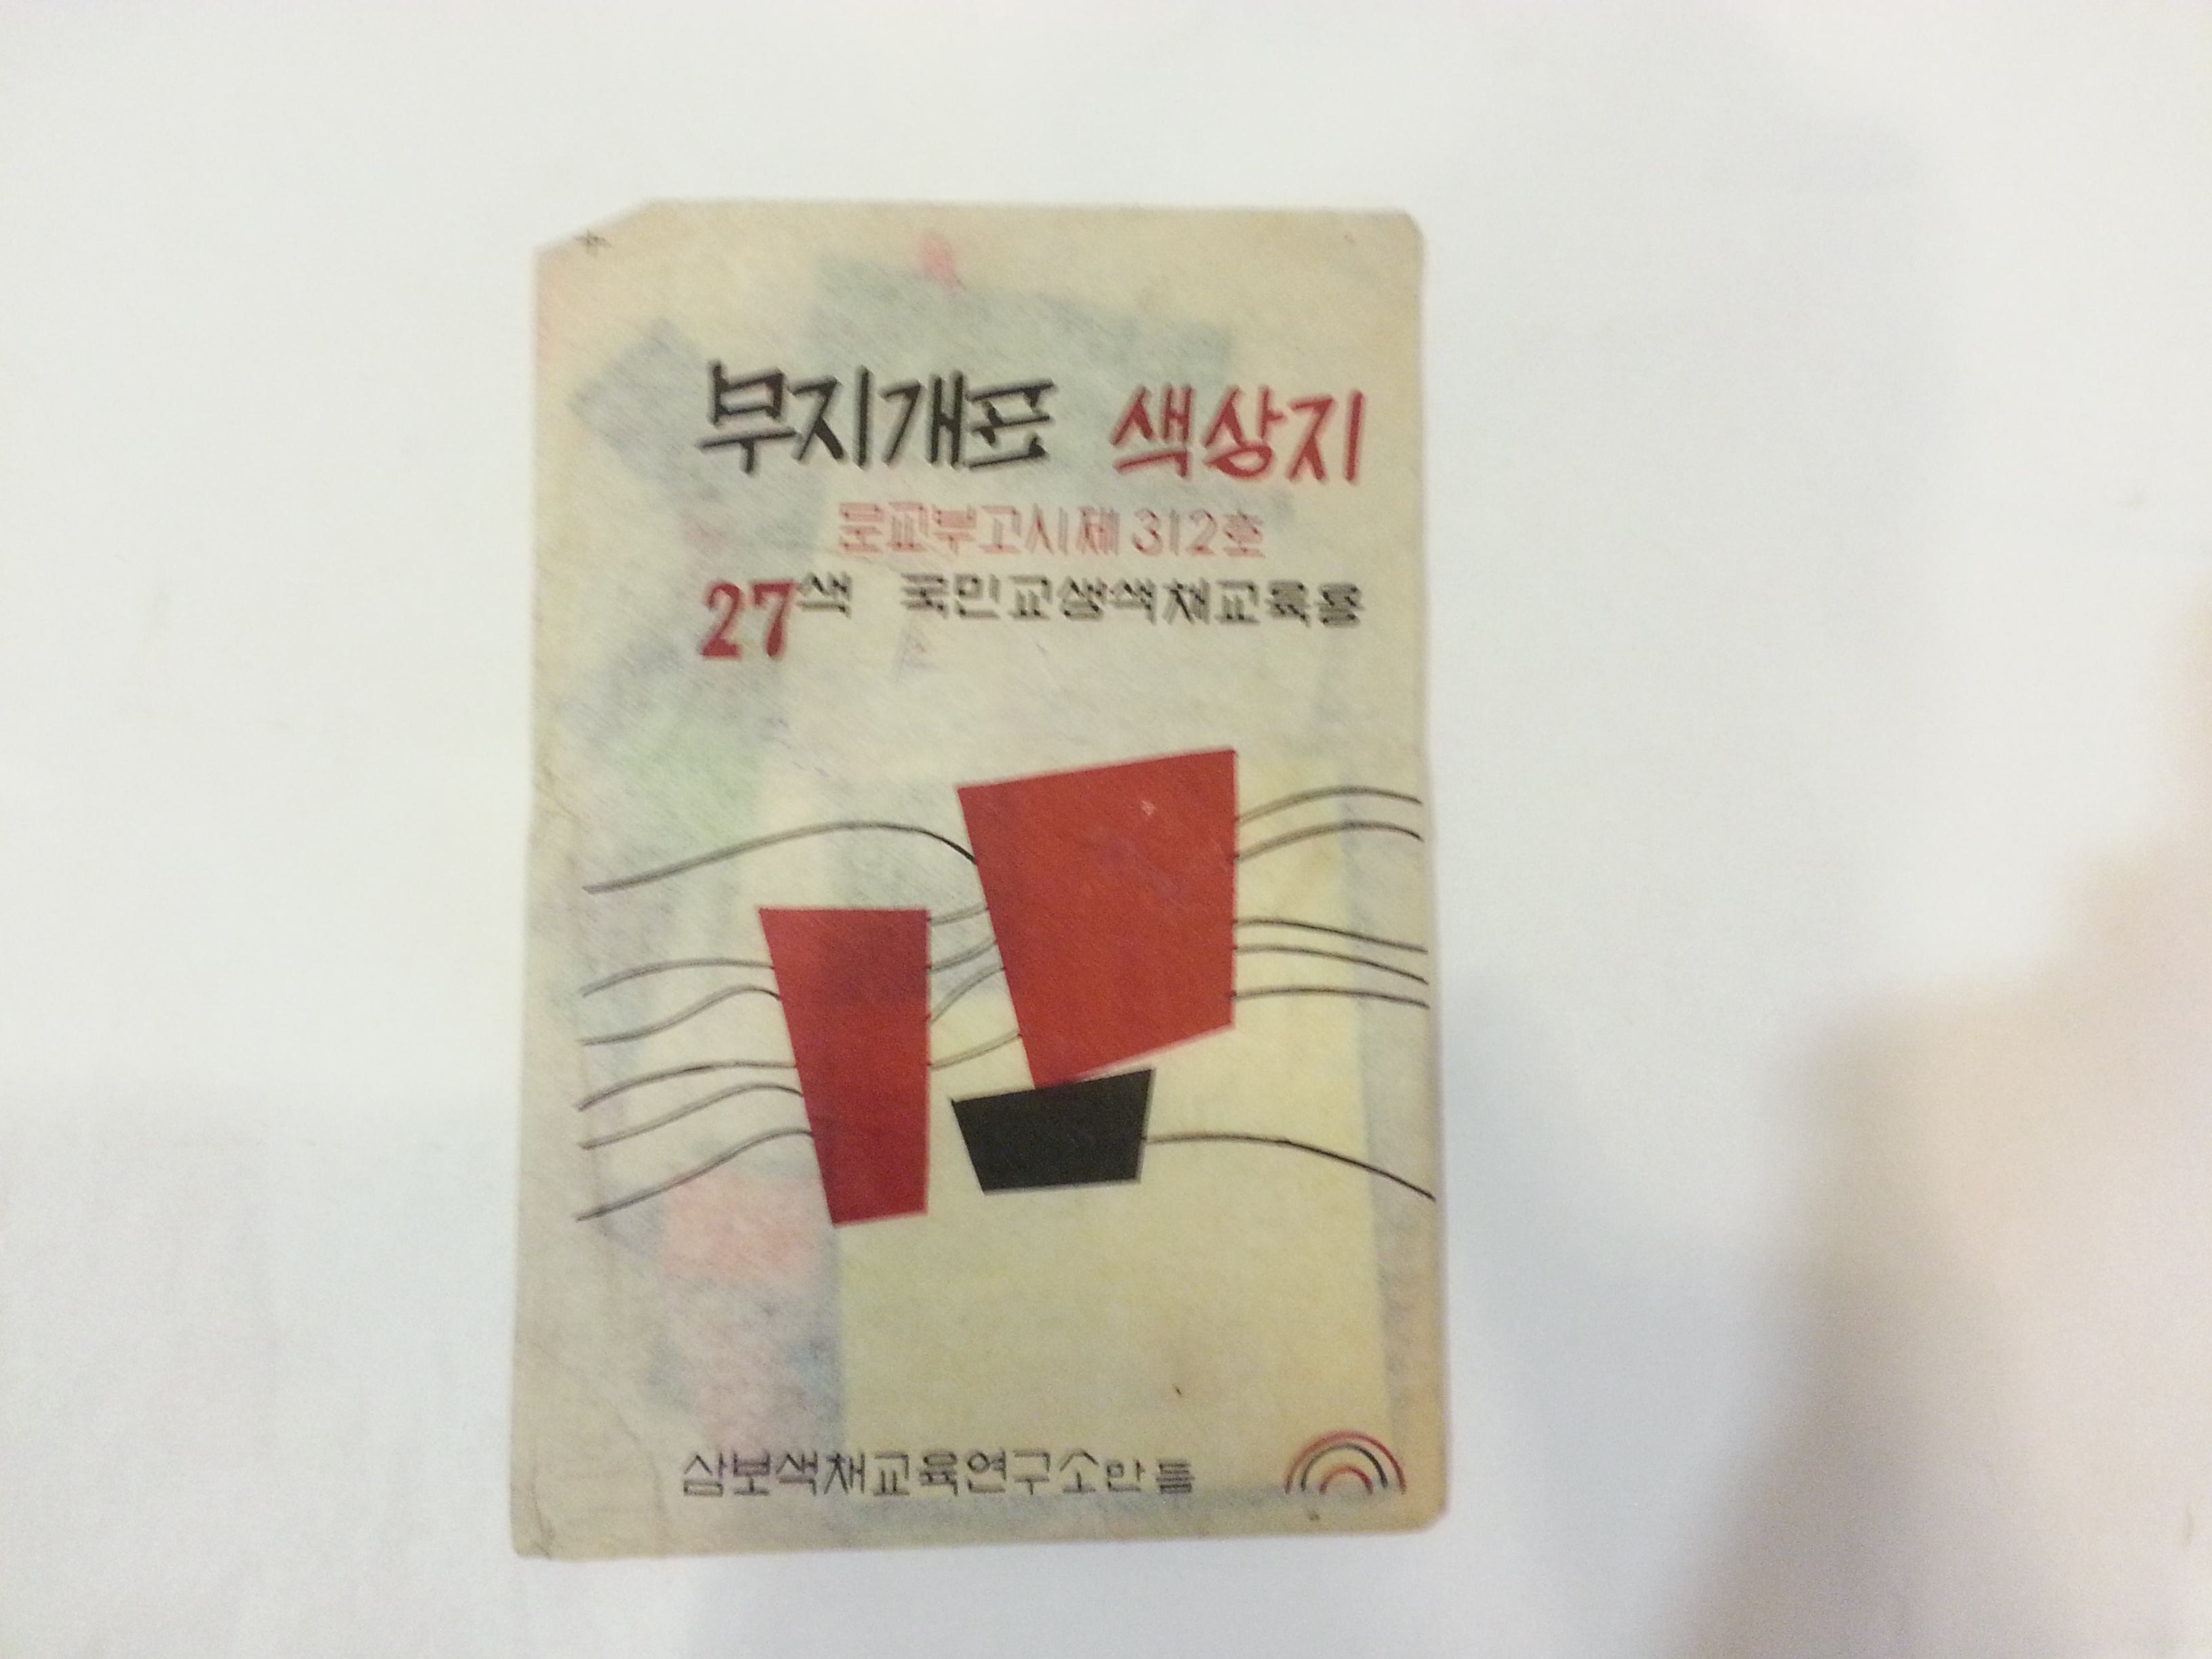 무지개표 색상지
문교부고시제312호
27색 국민교생색채교육용
삼보색채교육연구소만듬